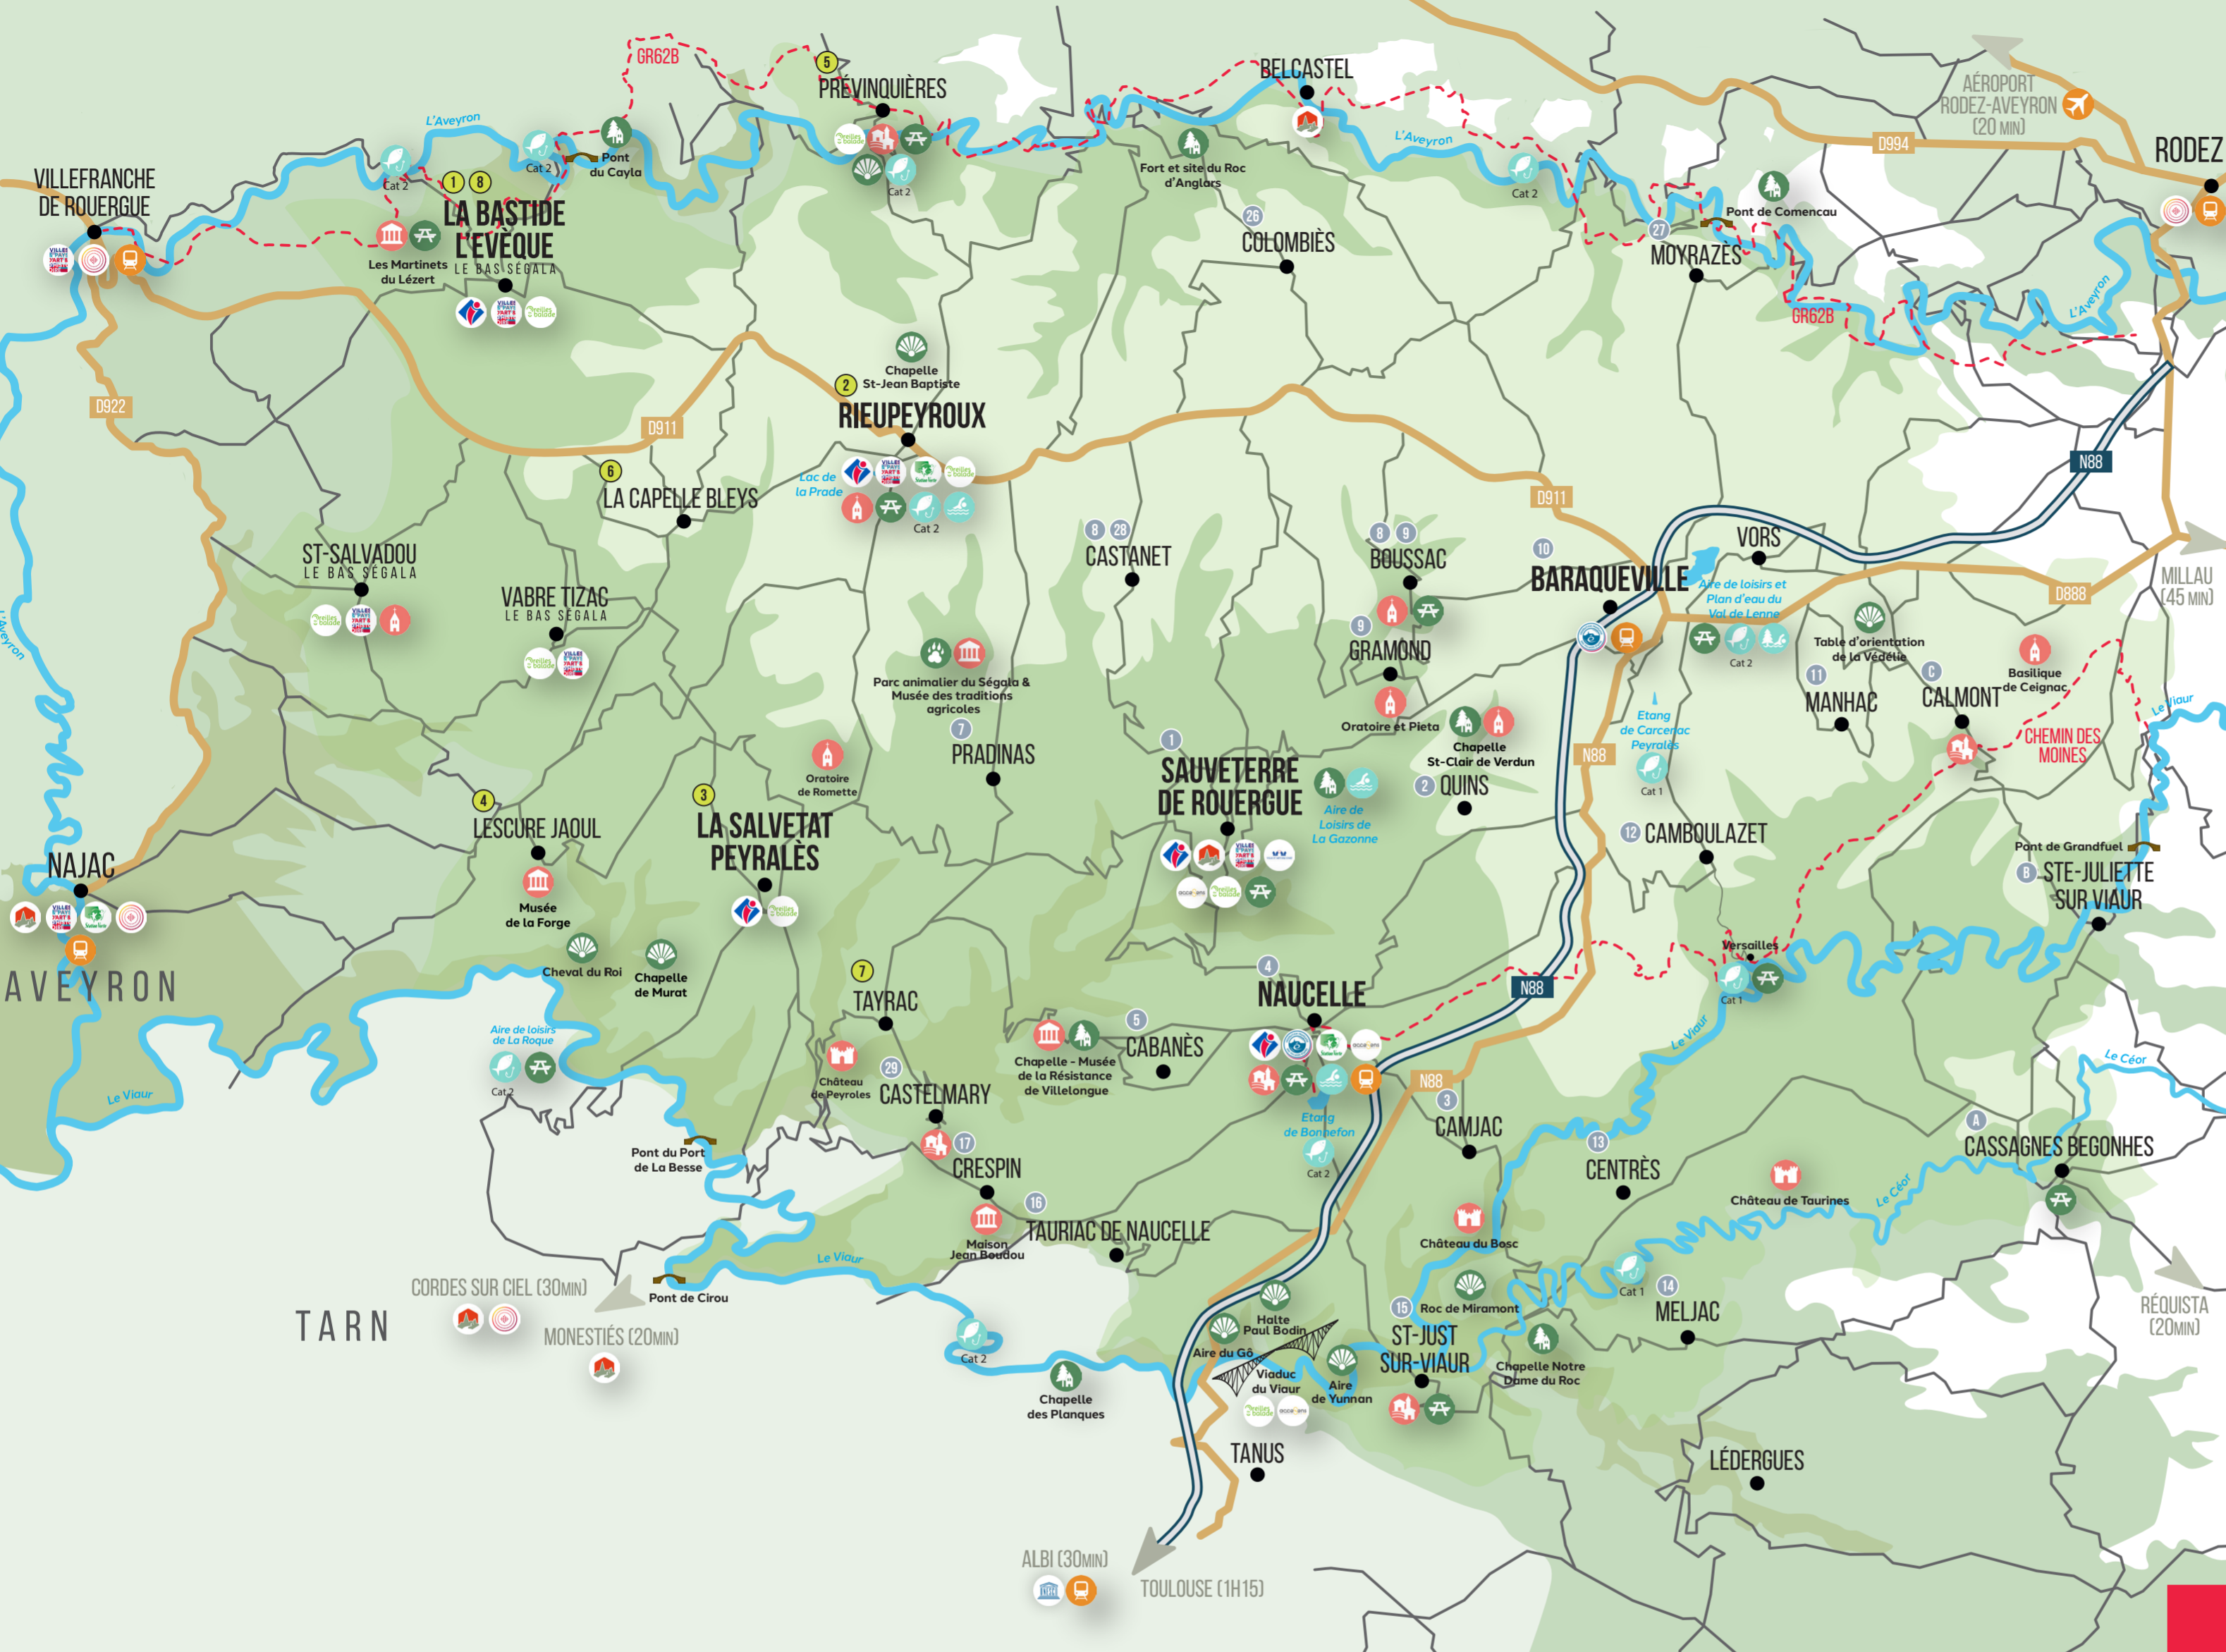 GR62B
5
PRÉVINQUIÈRES
Cat 2
BELCASTEL
AÉROPORT
RODEZ-AVEYRON
(20 MIN)
D994
RODEZ
L'Aveyron
L'Aveyron
Cat 2
VILLEFRANCHE
DE ROUERGUE
Cat 2
Cat 2
Pont
du Cayla
1 8
LA BASTIDE
L'EVÈQUE
LE BAS SÉGALA
Les Martinets
du Lézert
Fort et site du Roc
d'Anglars
26
COLOMBIÈS
27
MOYRAZÈS
Pont de Comencau
GR62B
L'Aveyron
D922
D911
Chapelle
St-Jean Baptiste
2
RIEUPEYROUX
Lac de
la Prade
Cat 2
6
LA CAPELLE BLEYS
D911
N88
ST-SALVADOU
LE BAS SÉGALA
VABRE TIZAC
LE BAS SÉGALA
8 28
CASTANET
8 9
BOUSSAC
10
BARAQUEVILLE
VORS
Aire de loisirs et
Plan d'eau du
Val de Lenne
Cat 2
D888
MILLAU
(45 MIN)
L'Aveyron
9
GRAMOND
Oratoire et Pieta
Table d'orientation
de la Védélie
11
MANHAC
C
CALMONT
Basilique
de Ceignac
CHEMIN DES
MOINES
Le Viaur
Parc animalier du Ségala &
Musée des traditions
agricoles
7
PRADINAS
Oratoire
de Romette
1
SAUVETERRE
DE ROUERGUE
Aire de
Loisirs de
La Gazonne
Chapelle
St-Clair de Verdun
2 QUINS
Etang
de Carcenac
Peyralès
Cat 1
N88
12 CAMBOULAZET
Pont de Grandfuel
B STE-JULIETTE
SUR VIAUR
4
LESCURE JAOUL
Musée
de la Forge
3
LA SALVETAT
PEYRALÈS
NAJAC
AVEYRON
Cheval du Roi
Chapelle
de Murat
7
TAYRAC
Château
de Peyroles
Aire de loisirs
de La Roque
Cat 2
Le Viaur
Chapelle - Musée
de la Résistance
de Villelongue
5
CABANÈS
4
NAUCELLE
Etang
de Bonnefon
Cat 2
N88
N88
Versailles
Cat 1
Le Viaur
Le Céor
29
CASTELMARY
17
CRESPIN
Maison
Jean Boudou
16
TAURIAC DE NAUCELLE
3
CAMJAC
13
CENTRÈS
Château du Bosc
Château de Taurines
Le Céor
A
CASSAGNES BEGONHES
Pont du Port
de La Besse
Le Viaur
Pont de Cirou
TARN
CORDES SUR CIEL (30MIN)
MONESTIÉS (20MIN)
Cat 2
Chapelle
des Planques
Halte
Paul Bodin
Aire du Gô
Viaduc
du Viaur
Aire
de Yunnan
15
ST-JUST
SUR-VIAUR
Roc de Miramont
Cat 1
14
MELJAC
Chapelle Notre
Dame du Roc
RÉQUISTA
(20MIN)
TANUS
LÉDERGUES
ALBI (30MIN)
TOULOUSE (1H15)